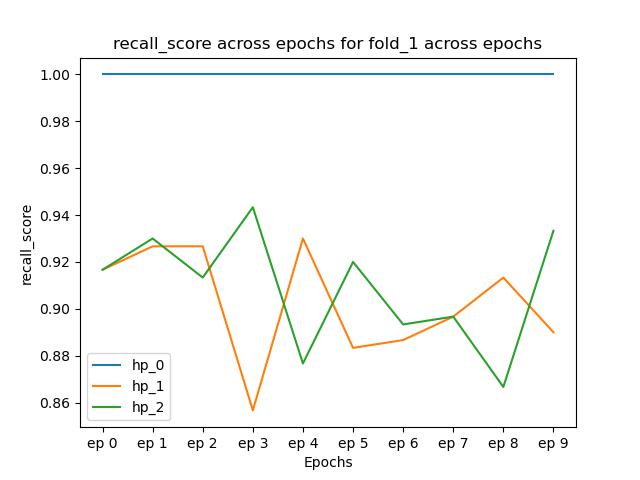 recall_score across epochs for fold_1 across epochs
recall_score
1.00
0.98
0.96
0.94
0.92
0.90
0.88
0.86
hp_0
hp_1
hp_2
ep 0 ep 1 ep 2 ep 3 ep 4 ep 5 ep 6 ep 7 ep 8 ep 9
Epochs